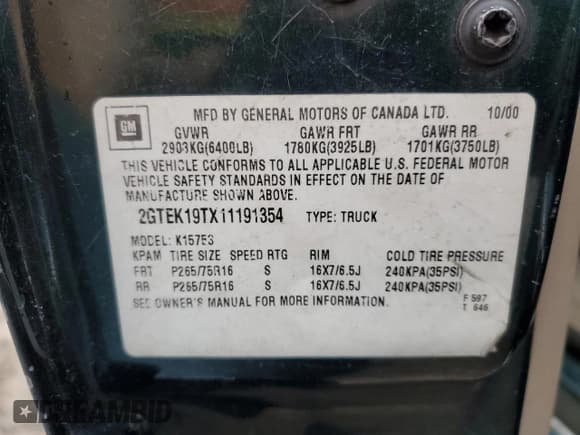 GM
MFD BY GENERAL MOTORS OF CANADA LTD. 10/00
GVWR GAWR FRT GAWR RR
2903KG(6400LB) 1780KG(3925LB) 1701KG(3750LB)
THIS VEHICLE CONFORMS TO ALL APPLICABLE U.S. FEDERAL MOTOR
VEHICLE SAFETY STANDARDS IN EFFECT ON THE DATE OF
MANUFACTURE SHOWN ABOVE.
2GTEK19TX11191354 TYPE: TRUCK
MODEL: K15753
KPAM TIRE SIZE SPEED RTG RIM COLD TIRE PRESSURE
FRT P265/75R16 S 16X7/6.5J 240KPA(35PSI)
RR P265/75R16 S 16X7/6.5J 240KPA(35PSI)
SEE OWNER'S MANUAL FOR MORE INFORMATION.
F 597
T 646
DREAMBID